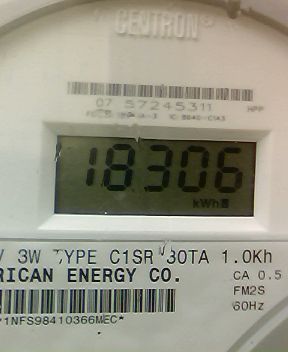 CENTRON®
07 57245311 HPP
18306
kWh
V 3W TYPE C1SR 30TA 1.0Kh
RICAN ENERGY CO. CA 0.5
FM2S
60Hz
*1NFS98410366MEC*